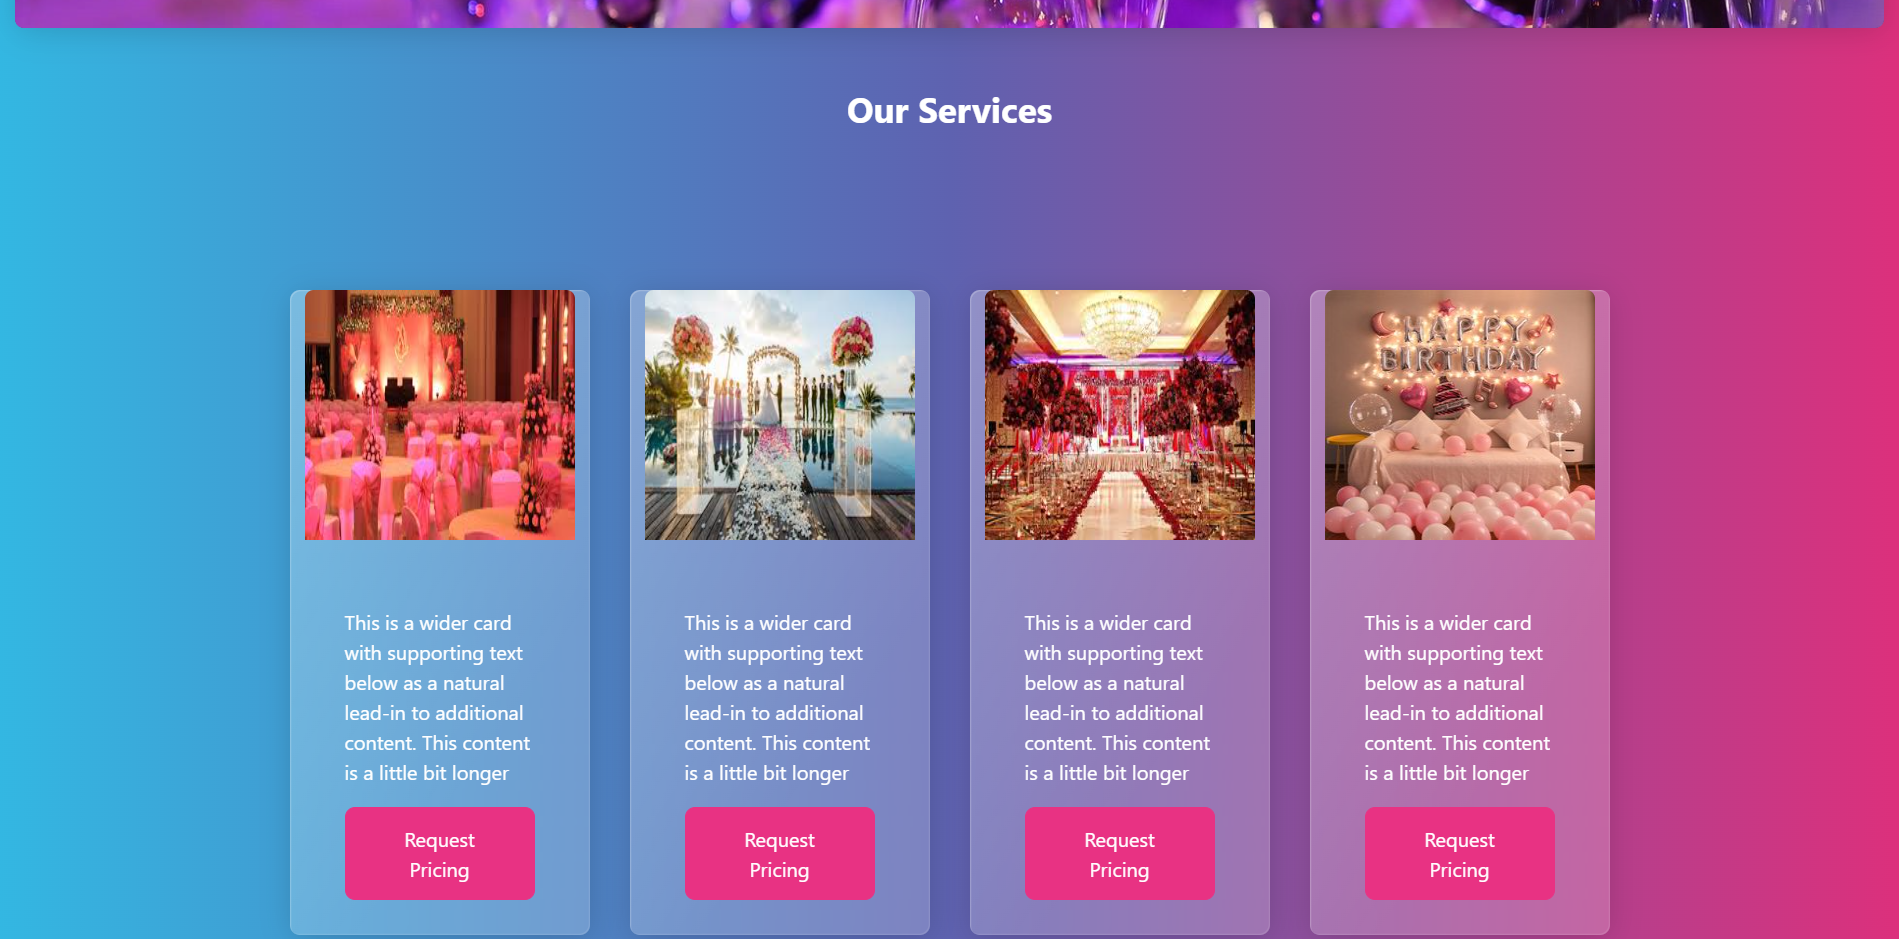 Our Services
HAPPY
BIRTHDAY
This is a wider card
with supporting text
below as a natural
lead-in to additional
content. This content
is a little bit longer
Request
Pricing
This is a wider card
with supporting text
below as a natural
lead-in to additional
content. This content
is a little bit longer
Request
Pricing
This is a wider card
with supporting text
below as a natural
lead-in to additional
content. This content
is a little bit longer
Request
Pricing
This is a wider card
with supporting text
below as a natural
lead-in to additional
content. This content
is a little bit longer
Request
Pricing